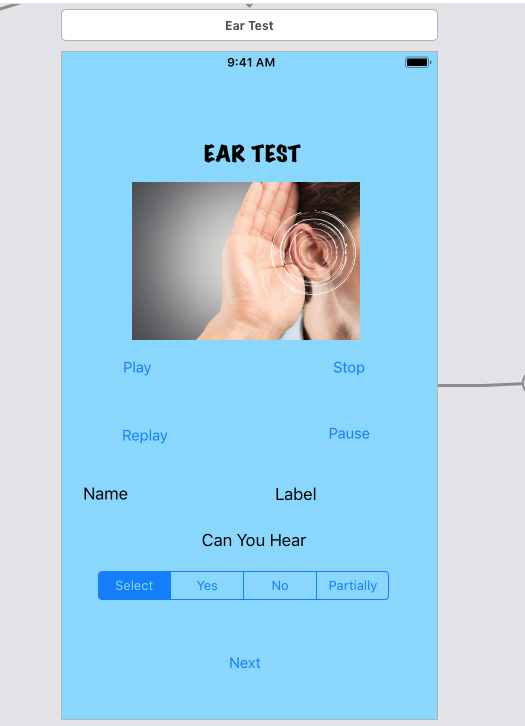 Ear Test
9:41 AM
EAR TEST
Play Stop
Replay Pause
Name Label
Can You Hear
Select Yes No Partially
Next